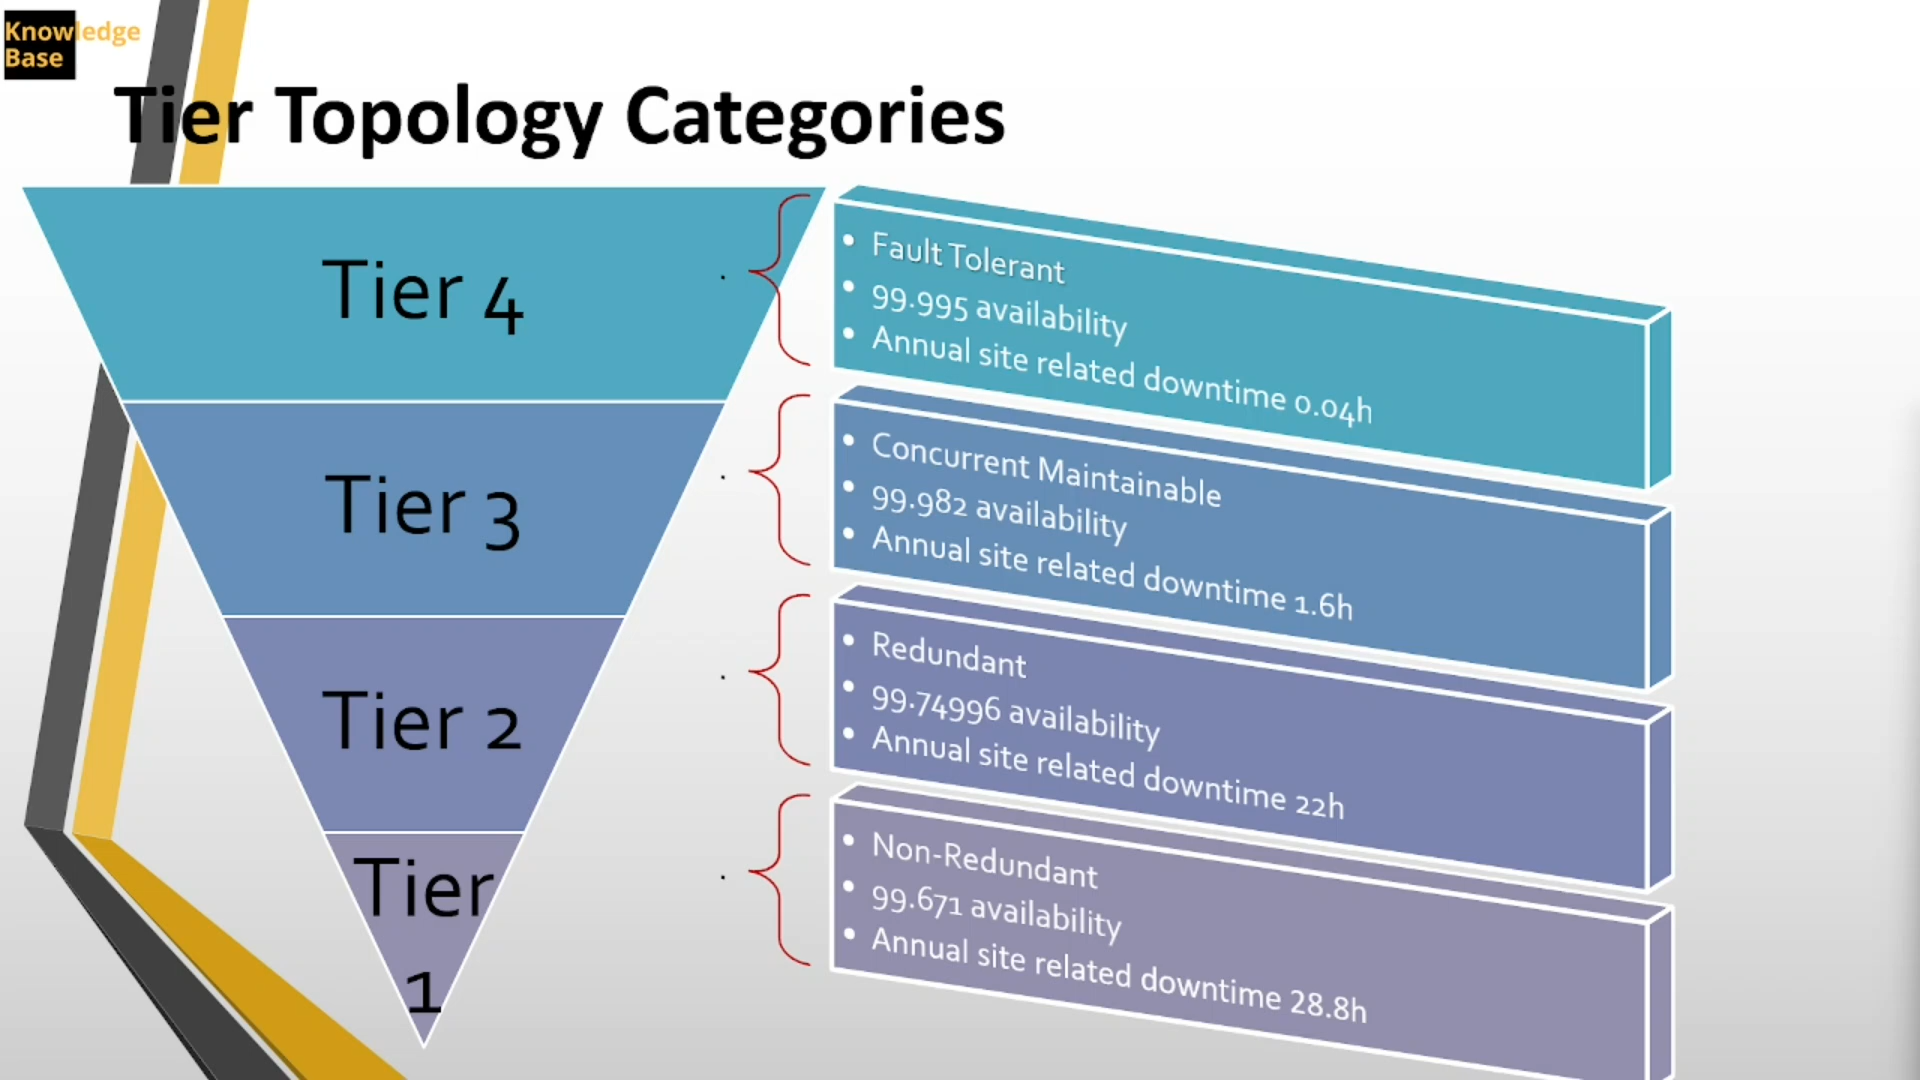 Knowledge
Base
Tier Topology Categories
Tier 4
• Fault Tolerant
• 99.995 availability
• Annual site related downtime 0.04h
Tier 3
• Concurrent Maintainable
• 99.982 availability
• Annual site related downtime 1.6h
Tier 2
• Redundant
• 99.74996 availability
• Annual site related downtime 22h
Tier
1
• Non-Redundant
• 99.671 availability
• Annual site related downtime 28.8h